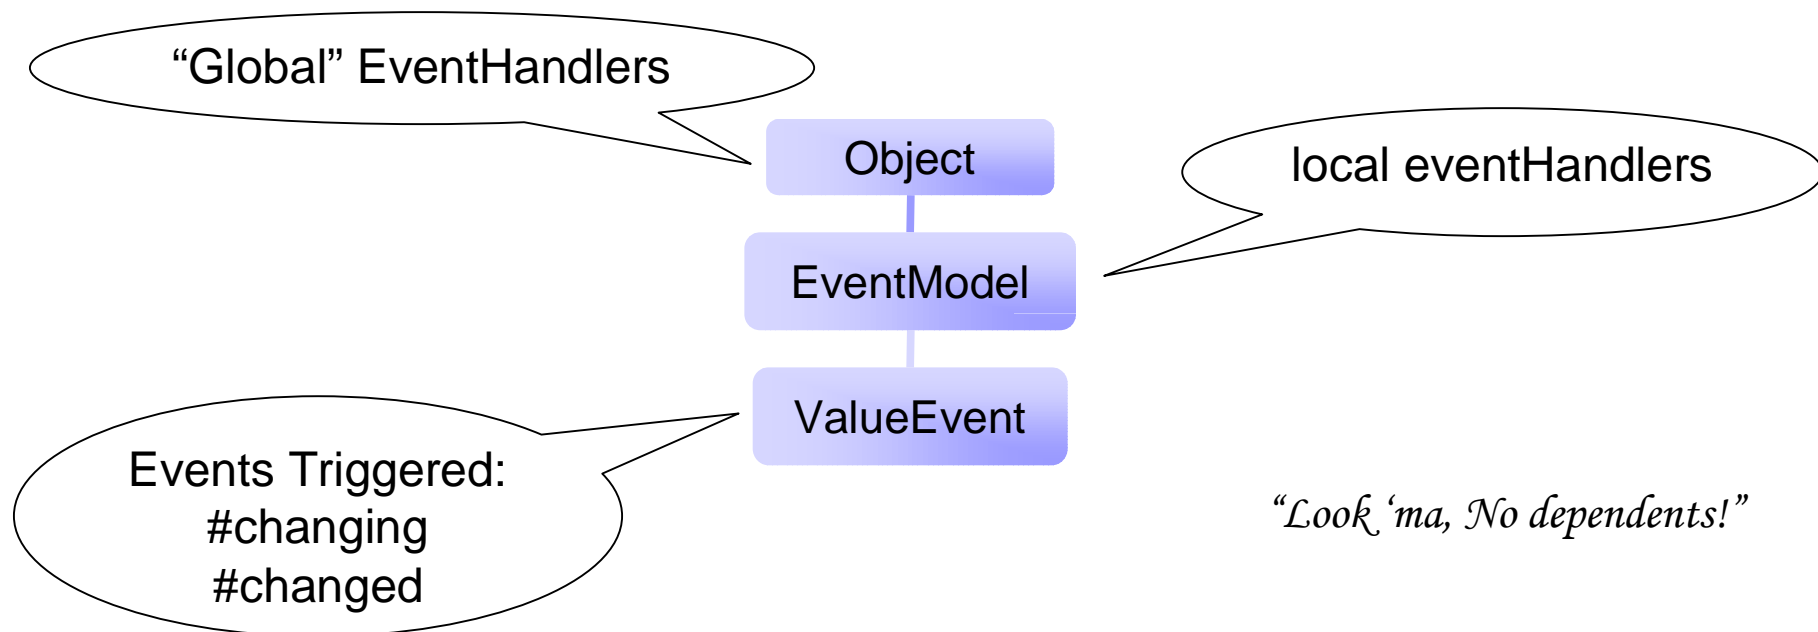 “Global” EventHandlers
Object
local eventHandlers
EventModel
ValueEvent
Events Triggered:
#changing
#changed
“Look ‘ma, No dependents!”